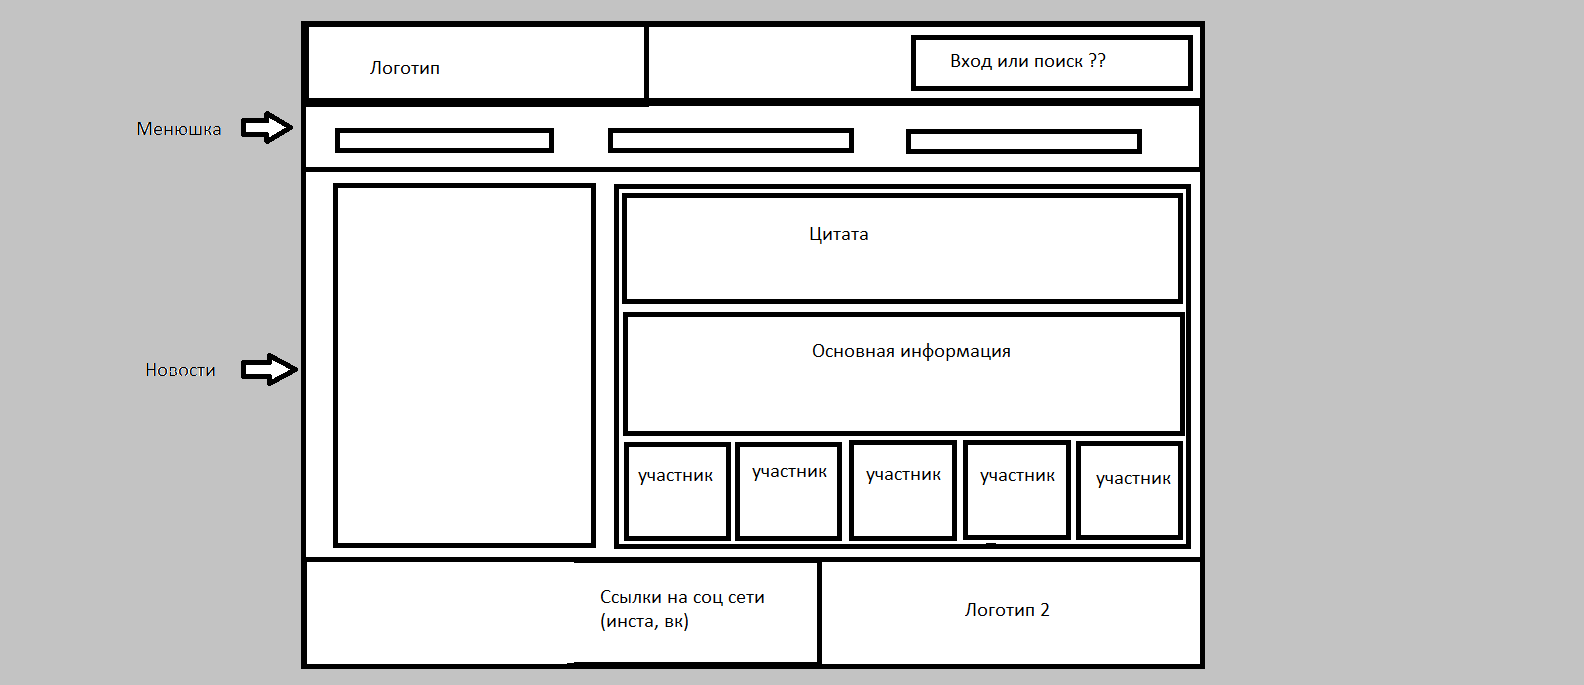 Логотип
Вход или поиск ??
Менюшка
Цитата
Основная информация
Новости
участник
участник
участник
участник
участник
Ссылки на соц сети
(инста, вк)
Логотип 2